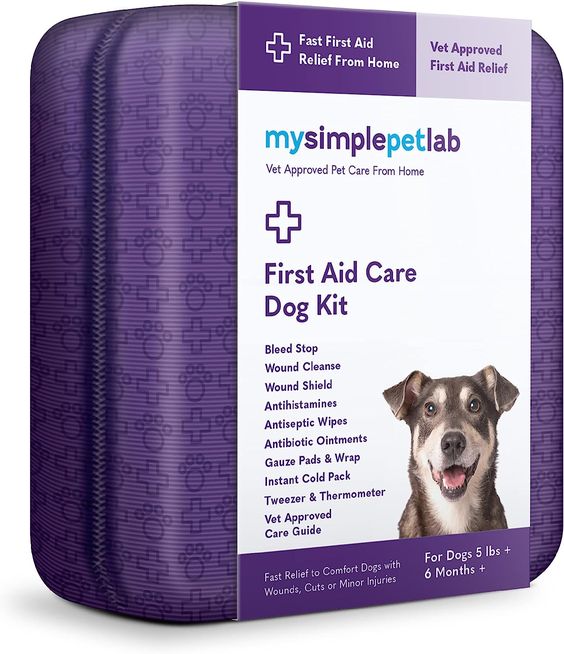 Fast First Aid
Relief From Home
Vet Approved
First Aid Relief
mysimplepetlab
Vet Approved Pet Care From Home
First Aid Care
Dog Kit
Bleed Stop
Wound Cleanse
Wound Shield
Antihistamines
Antiseptic Wipes
Antibiotic Ointments
Gauze Pads & Wrap
Instant Cold Pack
Tweezer & Thermometer
Vet Approved
Care Guide
Fast Relief to Comfort Dogs with
Wounds, Cuts or Minor Injuries
For Dogs 5 lbs +
6 Months +